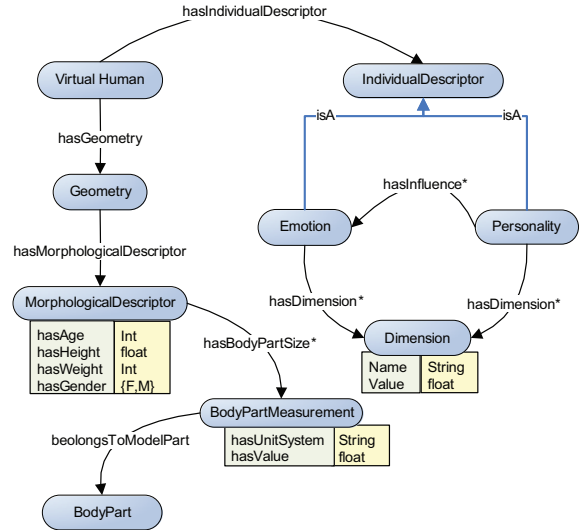 hasIndividualDescriptor
Virtual Human
IndividualDescriptor
isA
isA
hasGeometry
hasInfluence*
Geometry
Emotion
Personality
hasMorphologicalDescriptor
MorphologicalDescriptor
hasDimension*
hasDimension*
hasAge Int
hasHeight float
hasWeight Int
hasGender {F,M}
hasBodyPartSize*
Dimension
Name String
Value float
BodyPartMeasurement
hasUnitSystem String
hasValue float
beolongsToModelPart
BodyPart